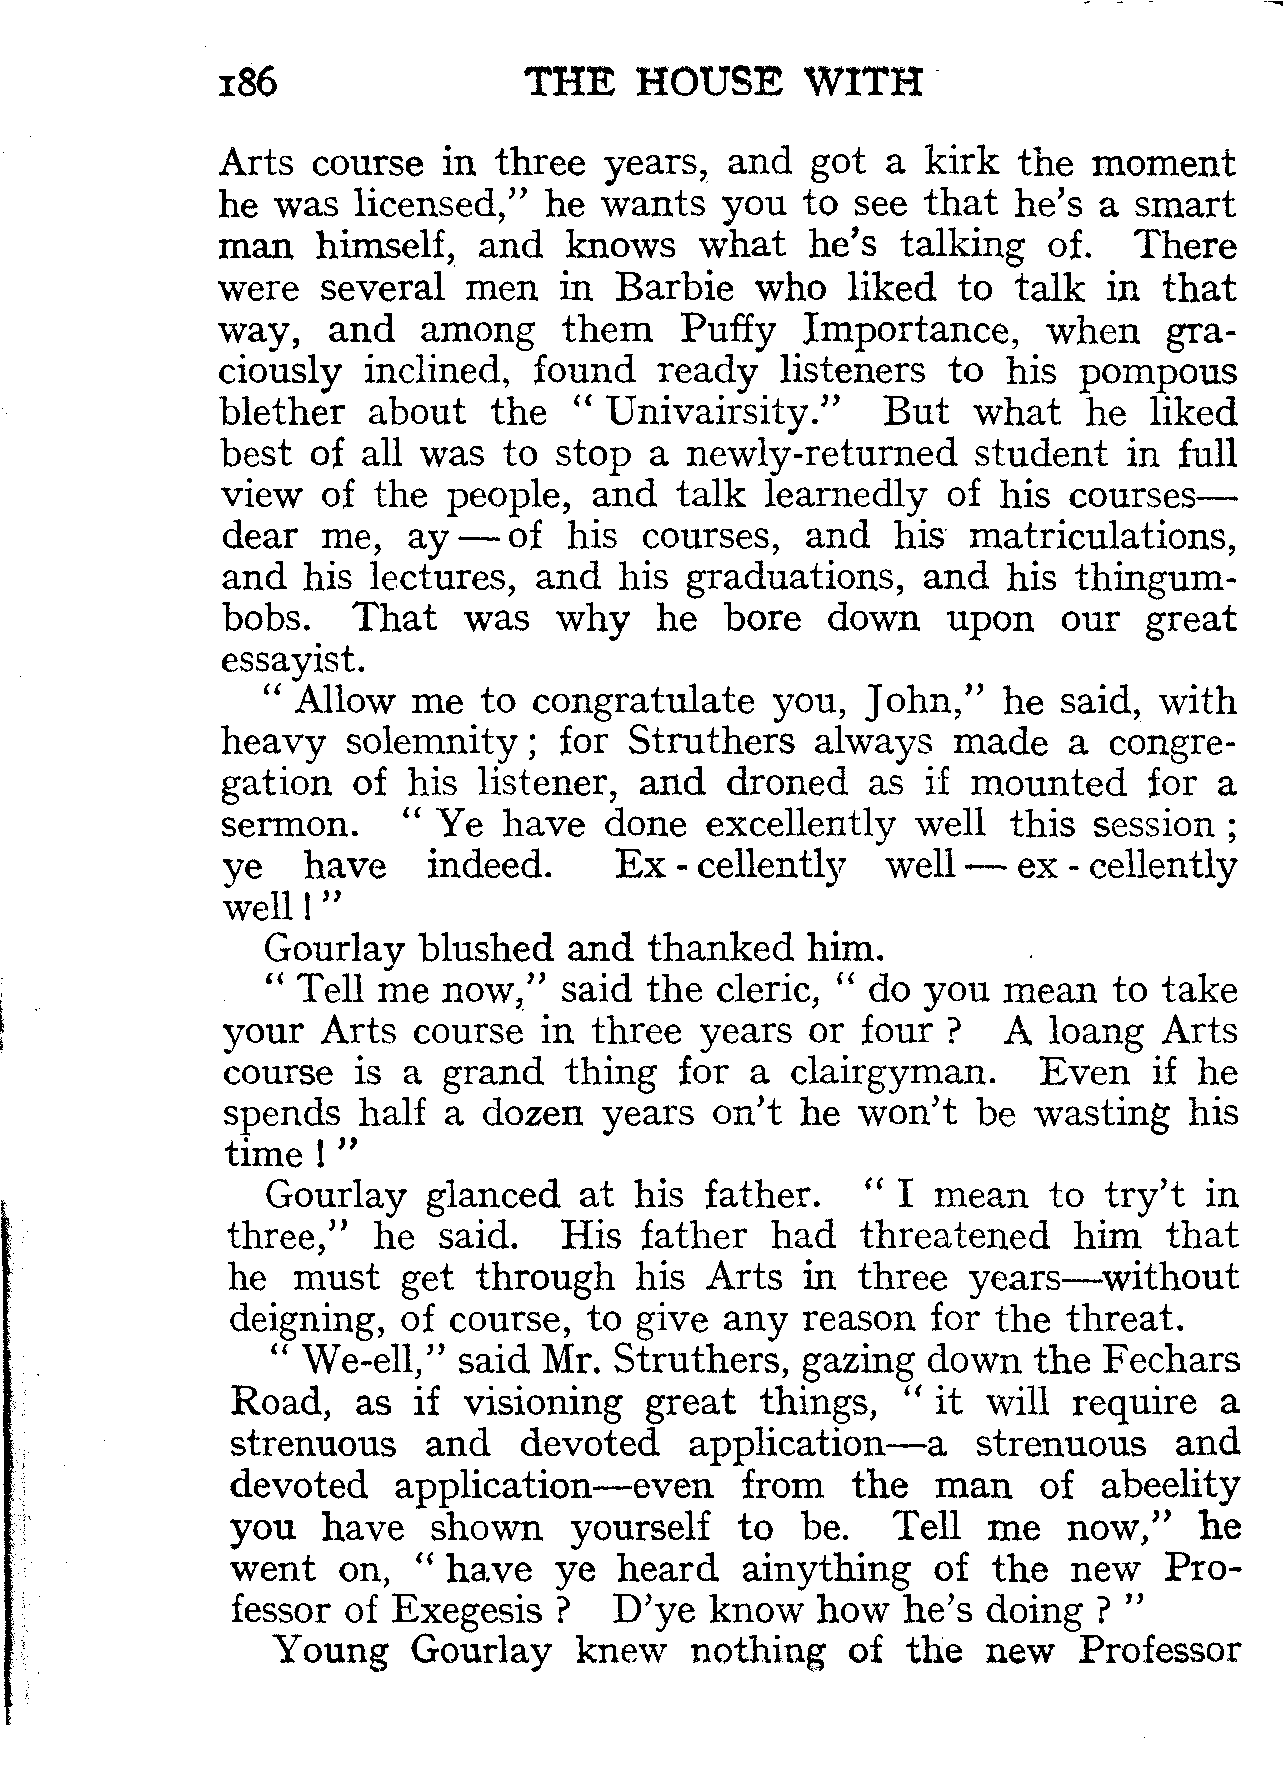 186 THE HOUSE WITH
Arts course in three years, and got a kirk the moment
he was licensed,” he wants you to see that he’s a smart
man himself, and knows what he’s talking of. There
were several men in Barbie who liked to talk in that
way, and among them Puffy Importance, when gra-
ciously inclined, found ready listeners to his pompous
blether about the “ Univairsity.” But what he liked
best of all was to stop a newly-returned student in full
view of the people, and talk learnedly of his courses—
dear me, ay — of his courses, and his matriculations,
and his lectures, and his graduations, and his thingum-
bobs. That was why he bore down upon our great
essayist.
“ Allow me to congratulate you, John,” he said, with
heavy solemnity ; for Struthers always made a congre-
gation of his listener, and droned as if mounted for a
sermon. “ Ye have done excellently well this session ;
ye have indeed. Ex - cellently well — ex - cellently
well ! ”
Gourlay blushed and thanked him.
“ Tell me now,” said the cleric, “ do you mean to take
your Arts course in three years or four ? A loang Arts
course is a grand thing for a clairgyman. Even if he
spends half a dozen years on’t he won’t be wasting his
time ! ”
Gourlay glanced at his father. “ I mean to try’t in
three,” he said. His father had threatened him that
he must get through his Arts in three years—without
deigning, of course, to give any reason for the threat.
“ We-ell,” said Mr. Struthers, gazing down the Fechars
Road, as if visioning great things, “ it will require a
strenuous and devoted application—a strenuous and
devoted application—even from the man of abeelity
you have shown yourself to be. Tell me now,” he
went on, “ have ye heard ainything of the new Pro-
fessor of Exegesis ? D’ye know how he’s doing ? ”
Young Gourlay knew nothing of the new Professor